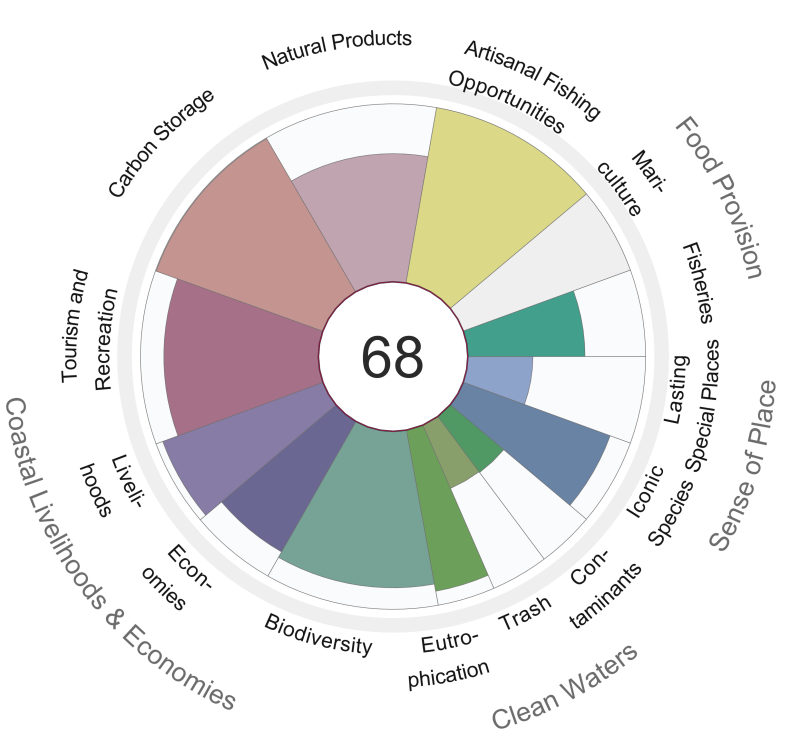 Natural Products
Artisanal Fishing
Opportunities
Mari-
culture
Food Provision
Fisheries
Lasting
Special Places
Sense of Place
Iconic
Species
Con-
taminants
Trash
Clean Waters
Eutro-
phication
Biodiversity
Econ-
omies
Liveli-
hoods
Coastal Livelihoods & Economies
Tourism and
Recreation
Carbon Storage
68